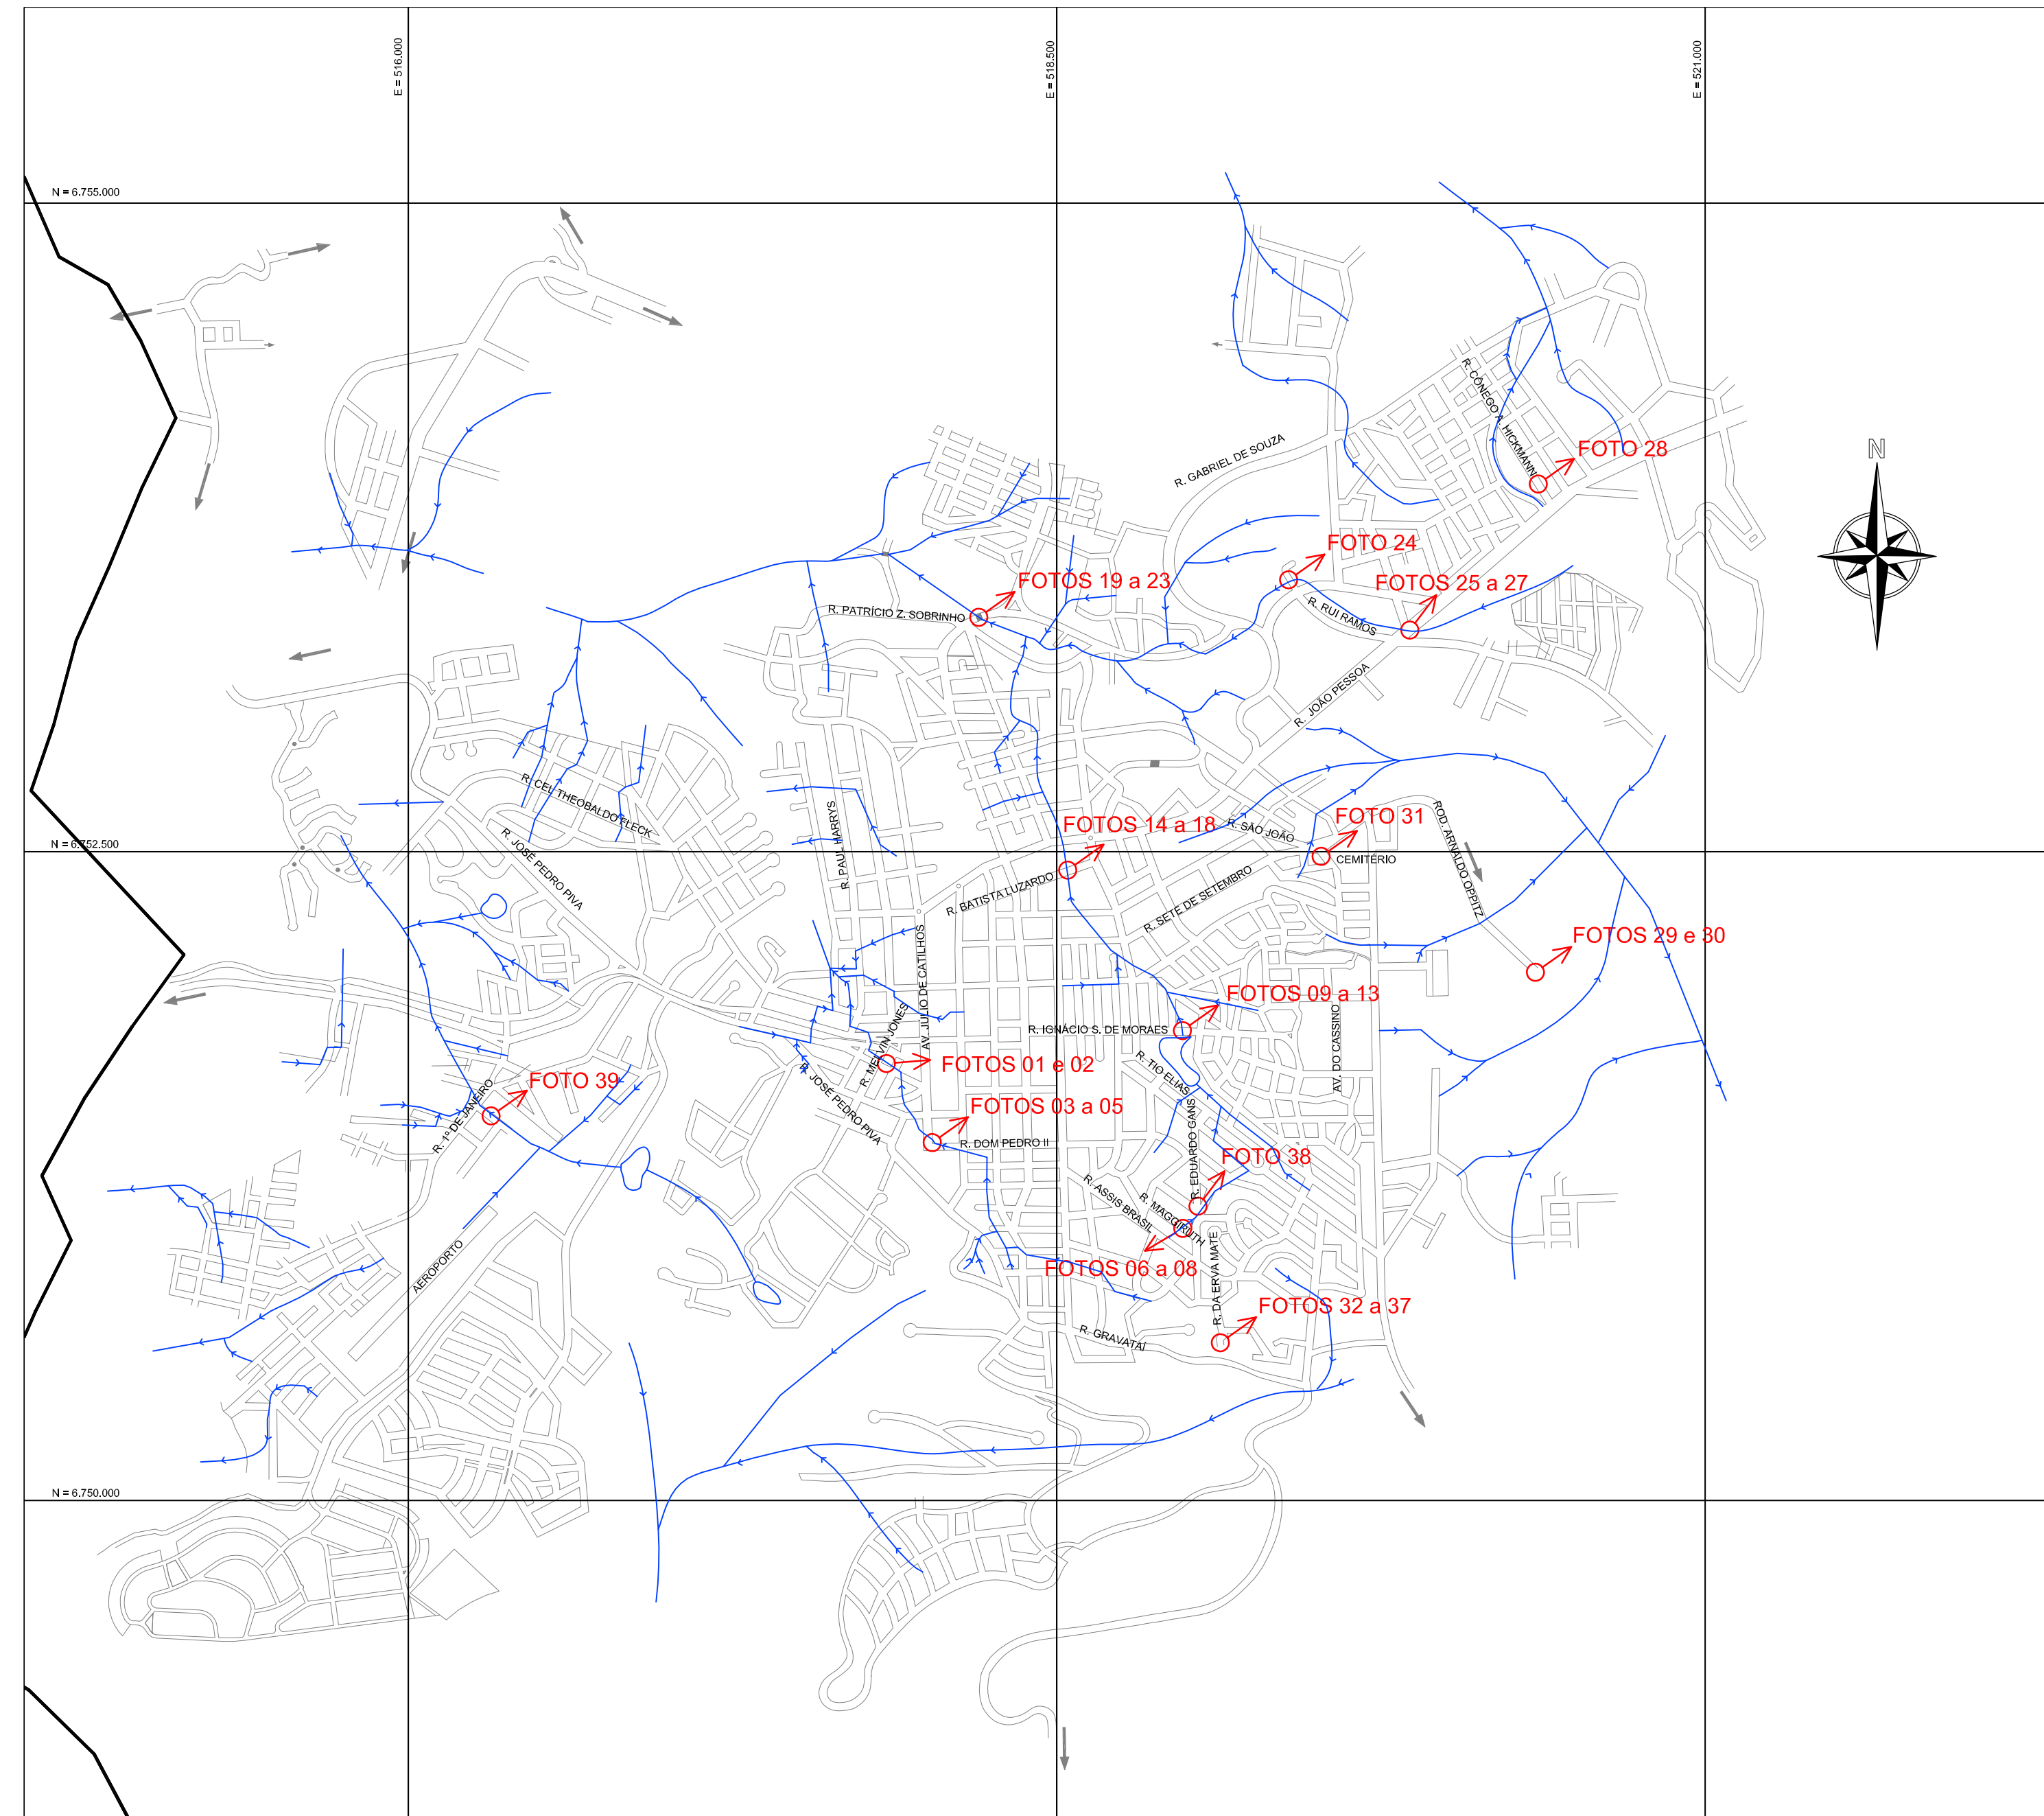 E = 516.000
E = 518.500
E = 521.000
N = 6.755.000
N
R. GABRIEL DE SOUZA
R. CÔNEGO A. HICKMANN
FOTO 28
FOTO 24
FOTOS 19 a 23
FOTOS 25 a 27
R. PATRÍCIO Z. SOBRINHO
R. RUI RAMOS
R. JOÃO PESSOA
R. CEL THEOBALDO FLECK
R. PAUL HARRYS
FOTOS 14 a 18
R. SÃO JOÃO
FOTO 31
ROD. ARNALDO OPPITZ
N = 6.752.500
CEMITÉRIO
R. JOSÉ PEDRO PIVA
R. BATISTA LUZARDO
R. SETE DE SETEMBRO
AV. JULIO DE CATILHOS
FOTOS 29 e 30
FOTOS 09 a 13
R. IGNÁCIO S. DE MORAES
AV. DO CASSINO
R. MELVIN JONES
FOTOS 01 e 02
R. TIO ELIAS
FOTO 39
R. 1º DE JANEIRO
R. JOSÉ PEDRO PIVA
FOTOS 03 a 05
R. DOM PEDRO II
R. EDUARDO GANS
FOTO 38
R. ASSIS BRASIL
R. MAGGIRUTH
AEROPORTO
FOTOS 06 a 08
R. DA ERVA MATE
FOTOS 32 a 37
R. GRAVATAÍ
N = 6.750.000